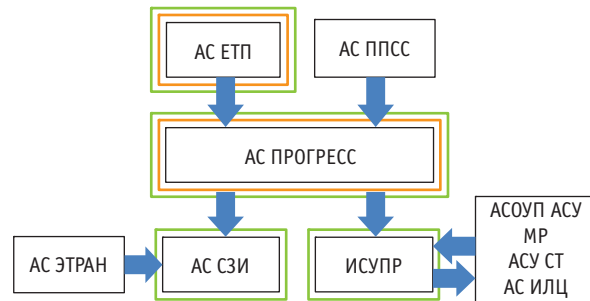 АС ЕТП
АС ППСС
АС ПРОГРЕСС
АС ЭТРАН
АС СЗИ
ИСУПР
АСОУП АСУ
МР
АСУ СТ
АС ИЛЦ